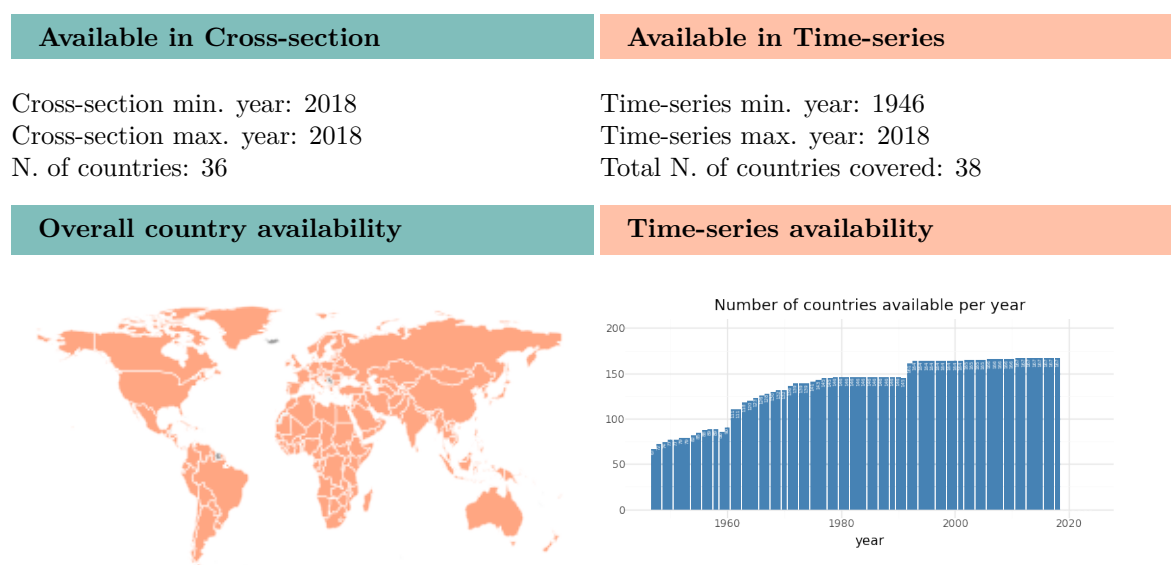 Available in Cross-section
Available in Time-series
Cross-section min. year: 2018
Cross-section max. year: 2018
N. of countries: 36
Time-series min. year: 1946
Time-series max. year: 2018
Total N. of countries covered: 38
Overall country availability
Time-series availability
Number of countries available per year
200
150
100
50
0
1960
1980
2000
2020
year